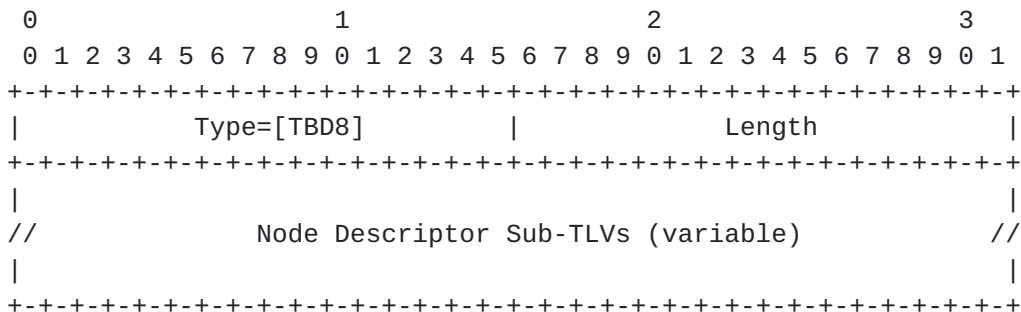 0                   1                   2                   3
 0 1 2 3 4 5 6 7 8 9 0 1 2 3 4 5 6 7 8 9 0 1 2 3 4 5 6 7 8 9 0 1
+-+-+-+-+-+-+-+-+-+-+-+-+-+-+-+-+-+-+-+-+-+-+-+-+-+-+-+-+-+-+-+-+
|           Type=[TBD8]         |             Length            |
+-+-+-+-+-+-+-+-+-+-+-+-+-+-+-+-+-+-+-+-+-+-+-+-+-+-+-+-+-+-+-+-+
|                                                               |
//              Node Descriptor Sub-TLVs (variable)            //
|                                                               |
+-+-+-+-+-+-+-+-+-+-+-+-+-+-+-+-+-+-+-+-+-+-+-+-+-+-+-+-+-+-+-+-+